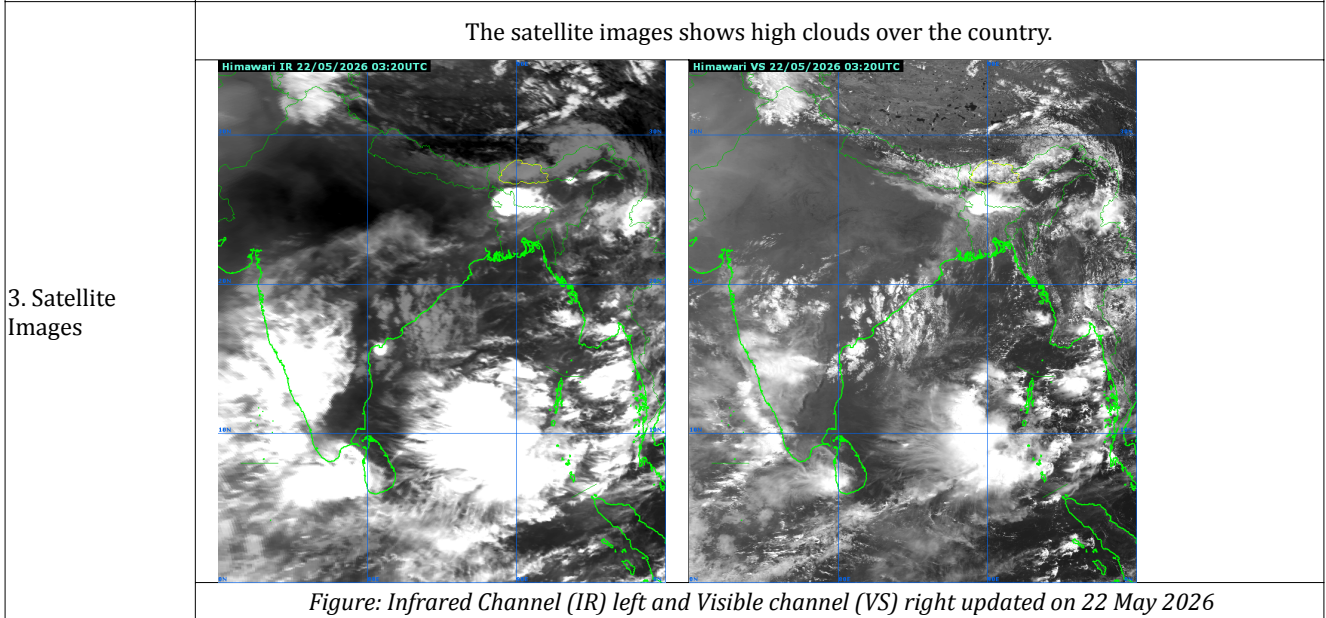 The satellite images shows high clouds over the country.
Himawari IR 22/05/2026 03:20UTC
Himawari VS 22/05/2026 03:20UTC
3. Satellite
Images
10N
Figure: Infrared Channel (IR) left and Visible channel (VS) right updated on 22 May 2026